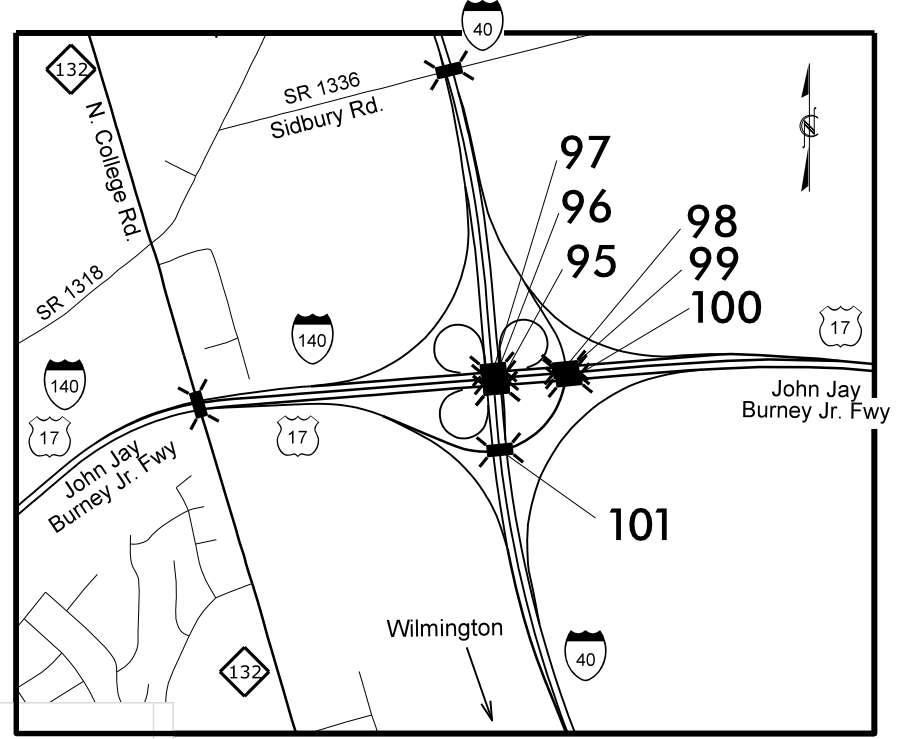 40
132
SR 1336
Sidbury Rd.
N. College Rd.
N
97
96
95
98
99
100
SR 1318
140
17
140
17
17
John Jay
Burney Jr. Fwy
John Jay
Burney Jr. Fwy
101
Wilmington
132
40